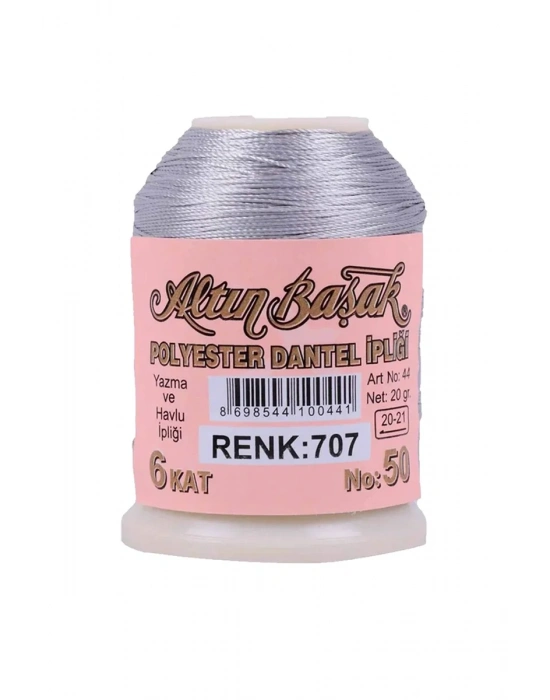 Altın Başak
POLYESTER DANTEL İPLİĞİ
Yazma
ve
Havlu
İpliği
8 698544 100441
Art No: 44
Net: 20 gr.
20-21
RENK:707
6 KAT
No: 50